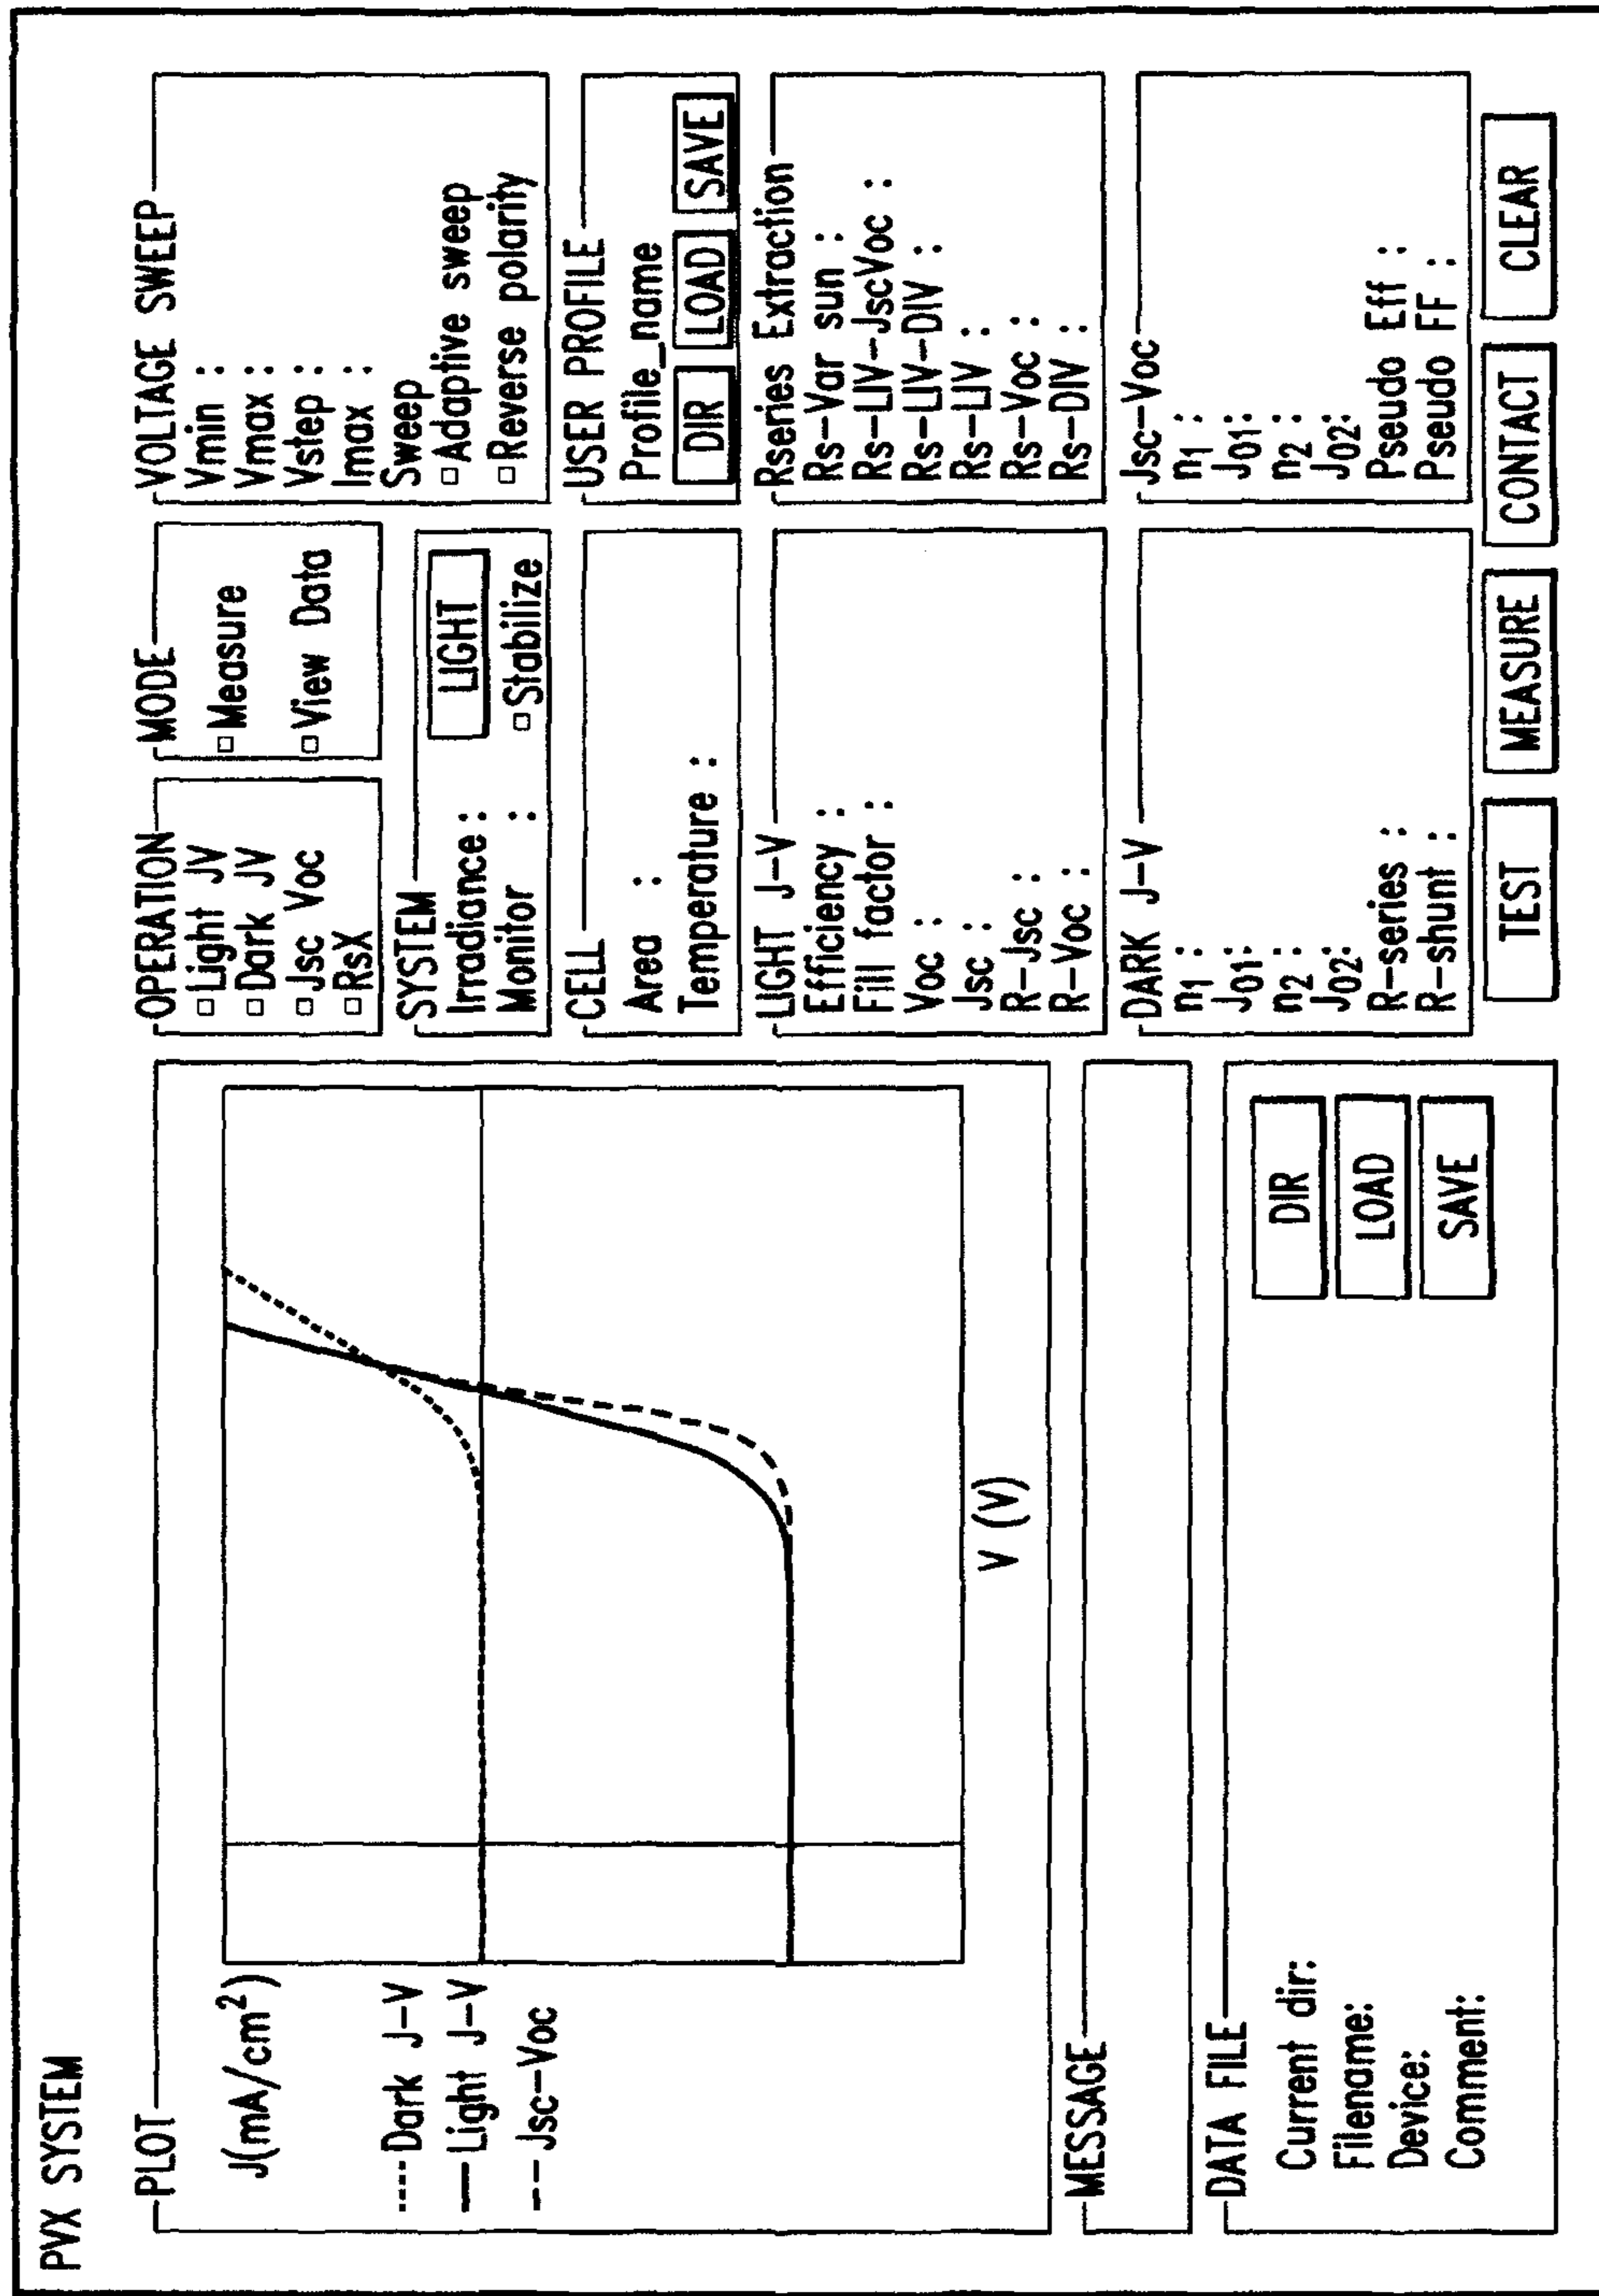 PVX SYSTEM
PLOT
J(mA/cm²)
Dark J-V
Light J-V
Jsc-Voc
V (V)
MESSAGE
DATA FILE
Current dir:
Filename:
Device:
Comment:
DIR
LOAD
SAVE
OPERATION
Light JV
Dark JV
Jsc Voc
RsX
MODE
Measure
View Data
SYSTEM
Irradiance :
Monitor :
LIGHT
Stabilize
CELL
Area :
Temperature :
LIGHT J-V
Efficiency :
Fill factor :
Voc :
Jsc :
R-Jsc :
R-Voc :
DARK J-V
n₁ :
J₀₁:
n₂ :
J₀₂:
R-series :
R-shunt :
VOLTAGE SWEEP
Vmin :
Vmax :
Vstep :
Imax :
Sweep
Adaptive sweep
Reverse polarity
USER PROFILE
Profile_name
DIR LOAD SAVE
Rseries Extraction
Rs-Var sun :
Rs-LIV-JscVoc :
Rs-LIV-DIV :
Rs-LIV :
Rs-Voc :
Rs-DIV :
Jsc-Voc
n₁ :
J₀₁:
n₂ :
J₀₂:
Pseudo Eff :
Pseudo FF :
TEST MEASURE CONTACT CLEAR